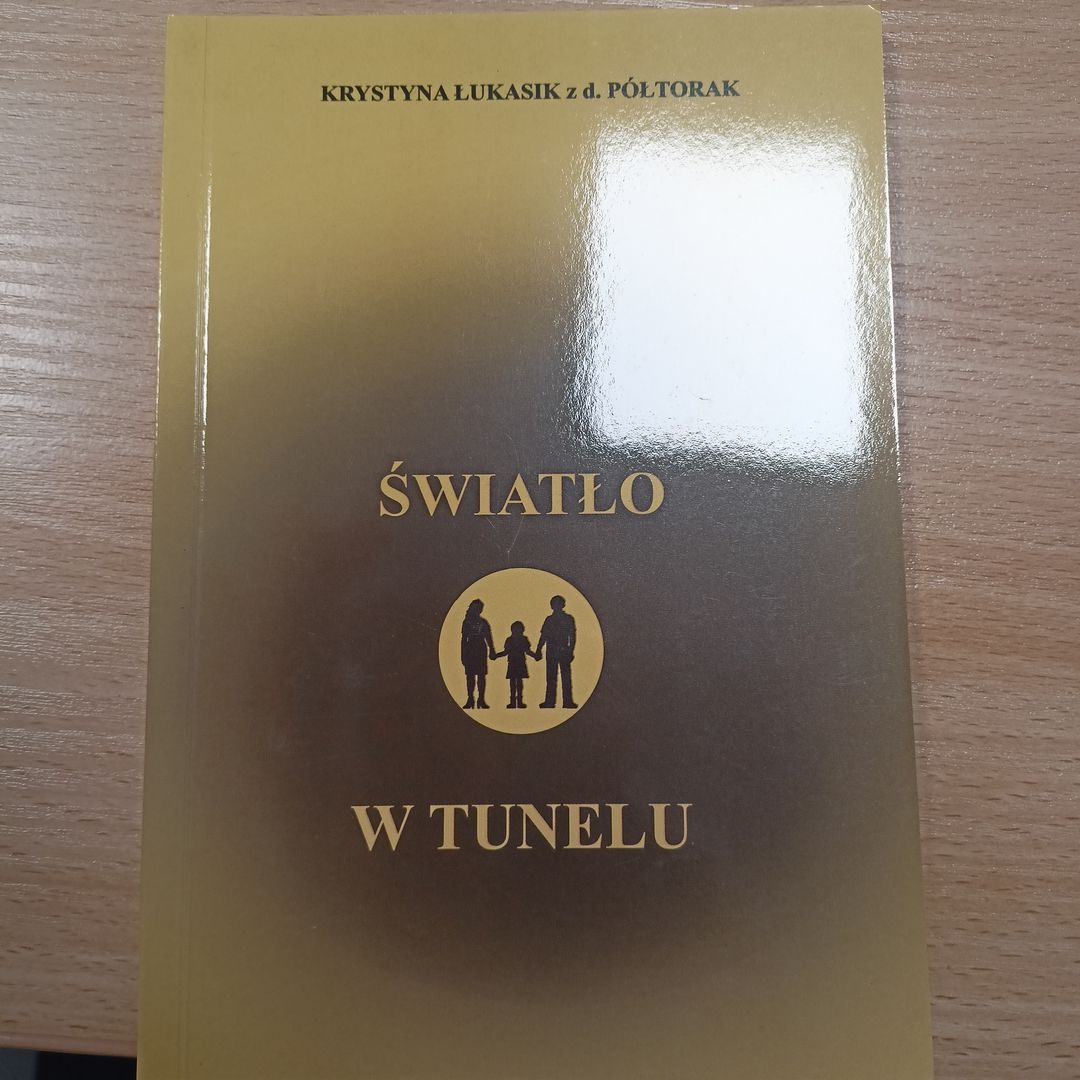 KRYSTYNA ŁUKASIK z d. PÓŁTORAK
ŚWIATŁO
W TUNELU